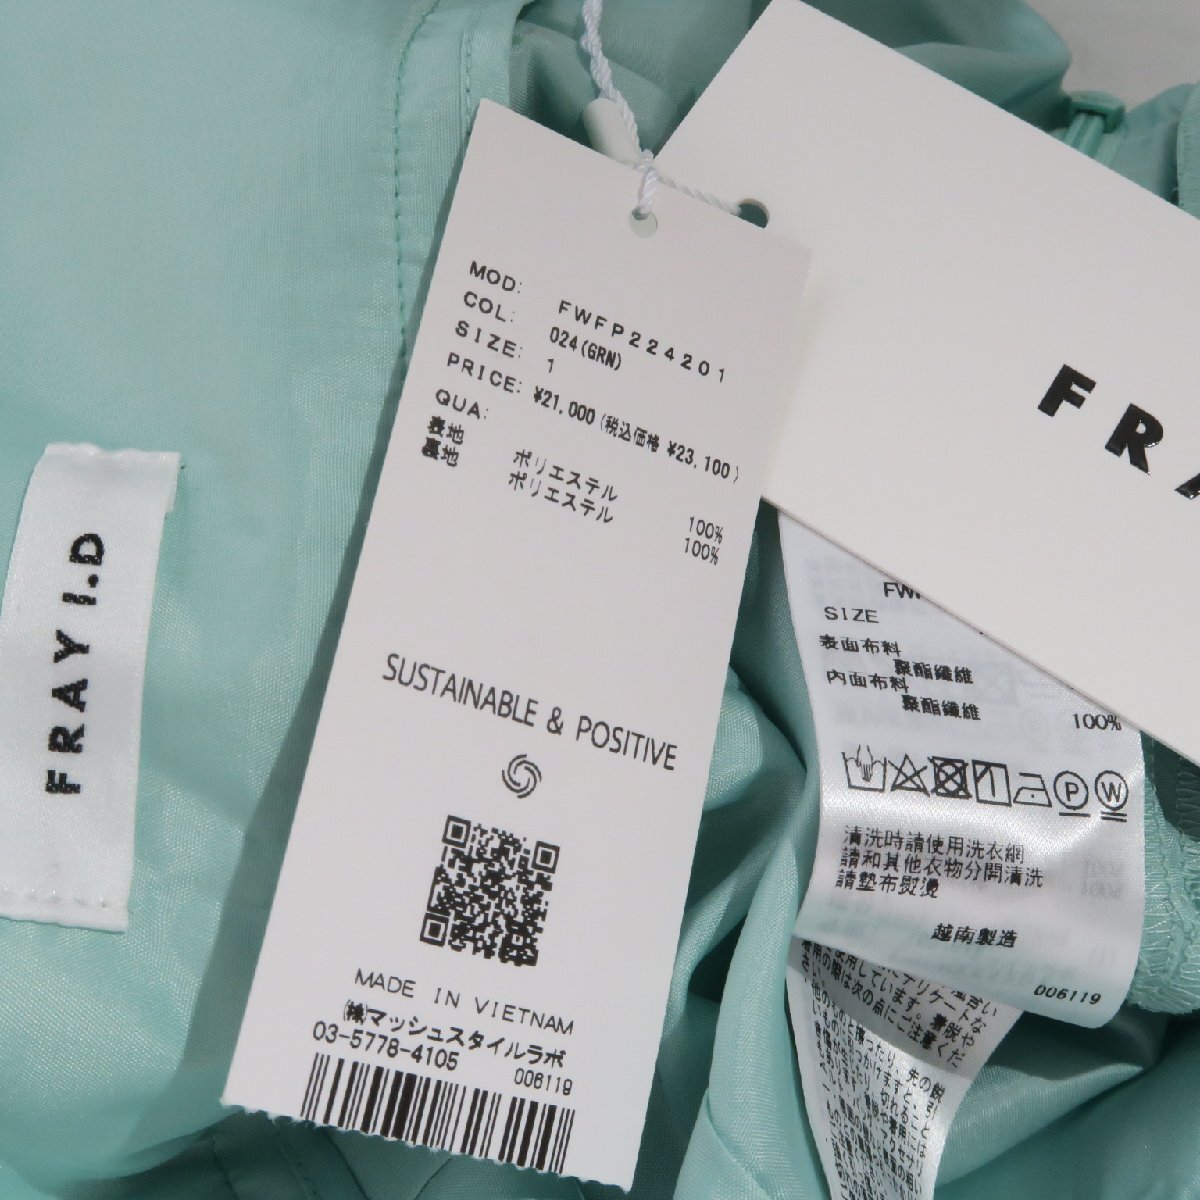 MOD: FWFP224201
COL: 024(GRN)
SIZE: 1
PRICE: ¥21,000(税込価格 ¥23,100)
QUA:
表地 ポリエステル 100%
裏地 ポリエステル 100%
SUSTAINABLE & POSITIVE
MADE IN VIETNAM
(株)マッシュスタイルラボ
03-5778-4105
006119
FRAY I.D
FRA
FWF
SIZE
表面布料
聚酯纖維
内面布料
聚酯纖維 100%
P W
清洗時請使用洗衣網
請和其他衣物分開清洗
請墊布熨燙
越南製造
006119